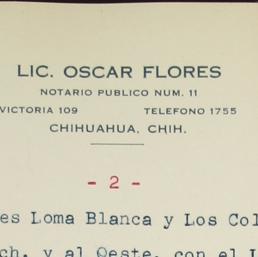 LIC. OSCAR FLORES
NOTARIO PUBLICO NUM. 11
VICTORIA 109 TELEFONO 1755
CHIHUAHUA, CHIH.
- 2 -
es Loma Blanca y Los Col
ch. y al Oeste, con el